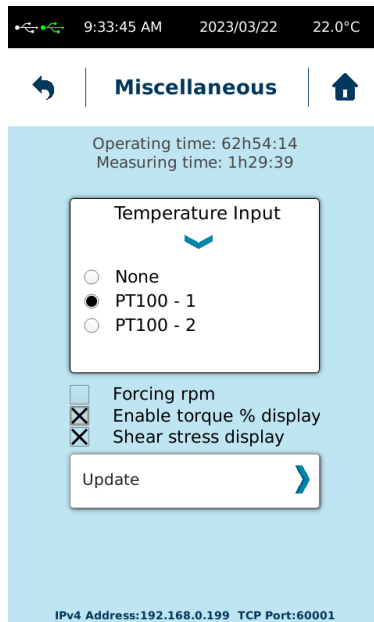 9:33:45 AM 2023/03/22 22.0°C
Miscellaneous
Operating time: 62h54:14
Measuring time: 1h29:39
Temperature Input
None
PT100 - 1
PT100 - 2
Forcing rpm
Enable torque % display
Shear stress display
Update
IPv4 Address:192.168.0.199 TCP Port:60001